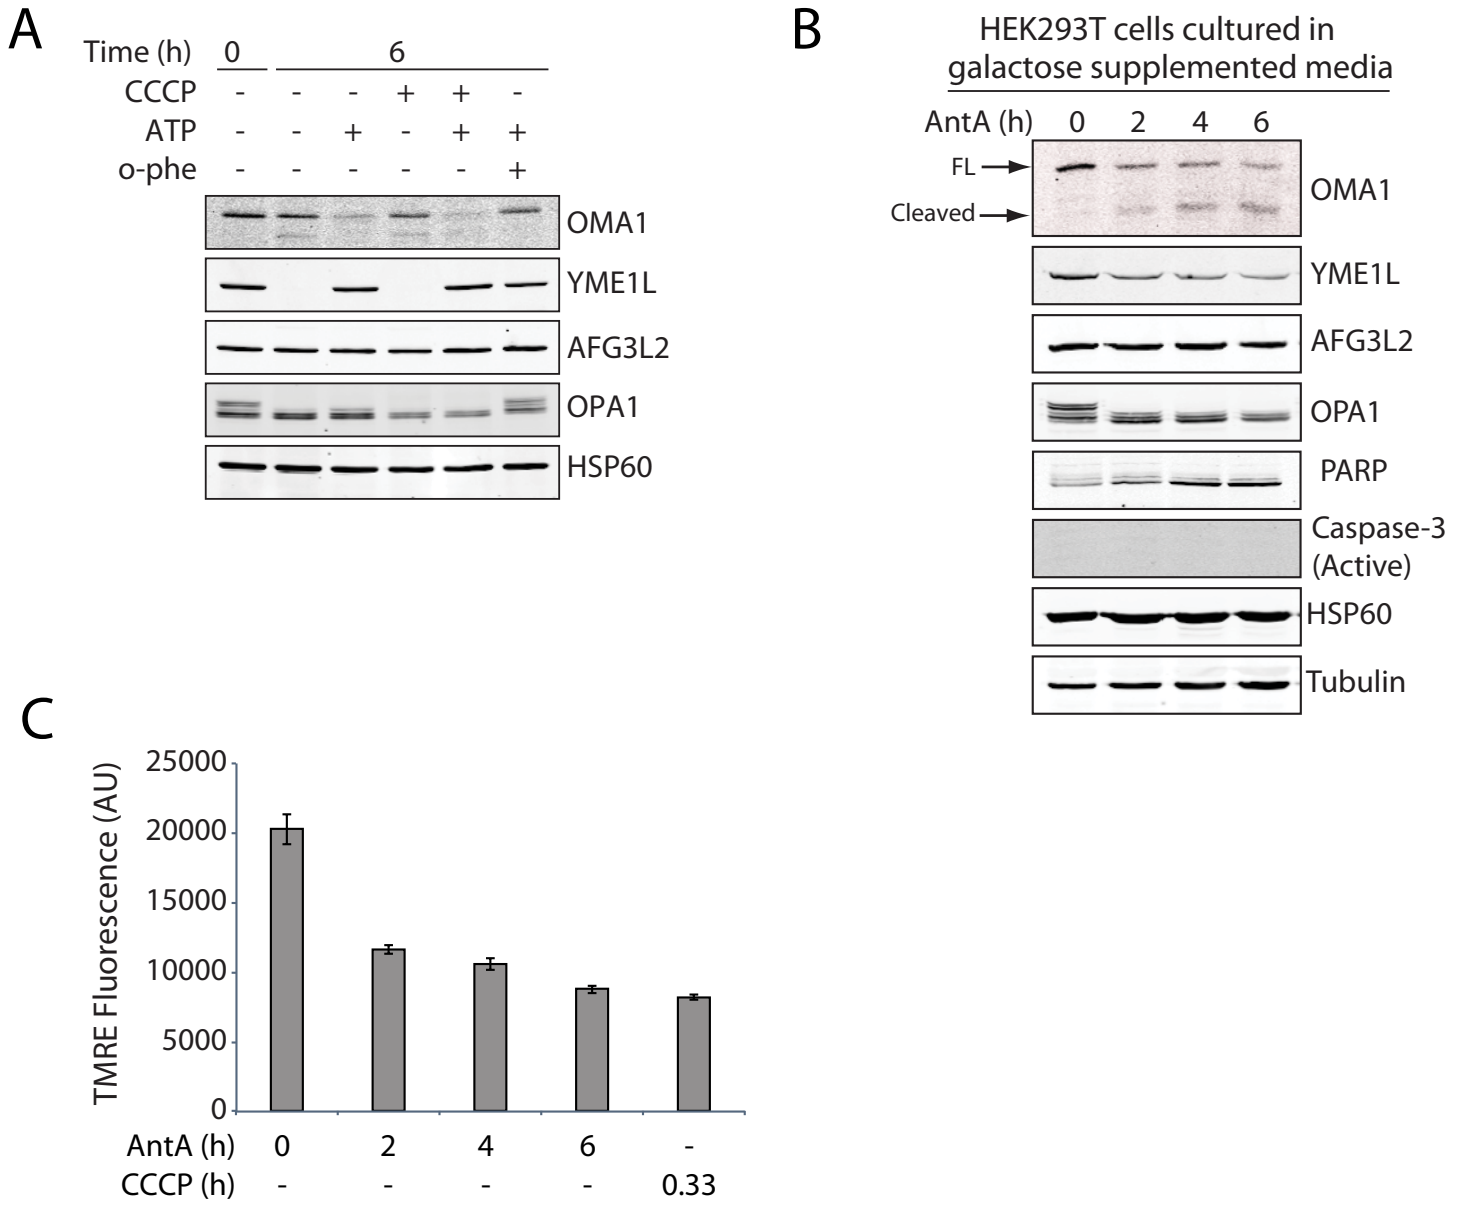 A
Time (h) 0 6
CCCP - - - + + -
ATP - - + - + +
o-phe - - - - - +
OMA1
YME1L
AFG3L2
OPA1
HSP60
B
HEK293T cells cultured in
galactose supplemented media
AntA (h) 0 2 4 6
FL
OMA1
Cleaved
YME1L
AFG3L2
OPA1
PARP
Caspase-3
(Active)
HSP60
Tubulin
C
TMRE Fluorescence (AU)
25000
20000
15000
10000
5000
0
AntA (h) 0 2 4 6 -
CCCP (h) - - - - 0.33